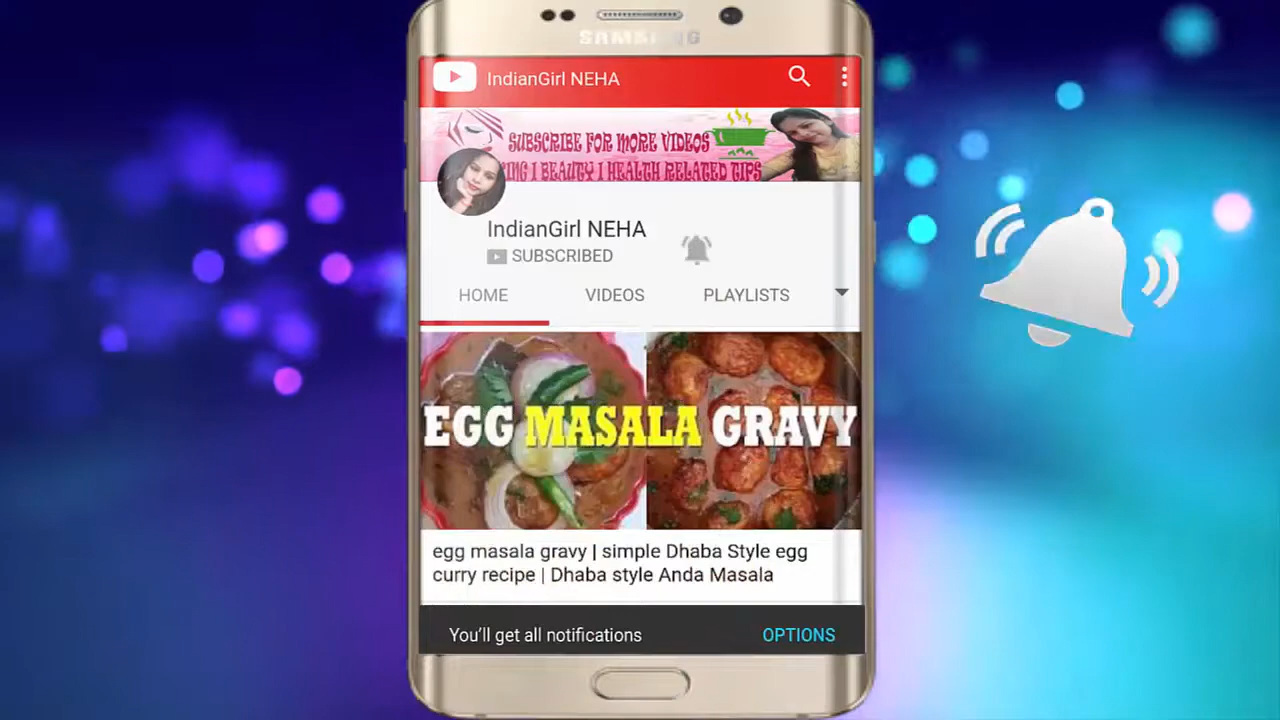 SAMSUNG
IndianGirl NEHA
SUBSCRIBE FOR MORE VIDEOS
I BEAUTY I HEALTH RELATED TIPS
IndianGirl NEHA
SUBSCRIBED
HOME VIDEOS PLAYLISTS
EGG MASALA GRAVY
egg masala gravy | simple Dhaba Style egg
curry recipe | Dhaba style Anda Masala
You'll get all notifications OPTIONS